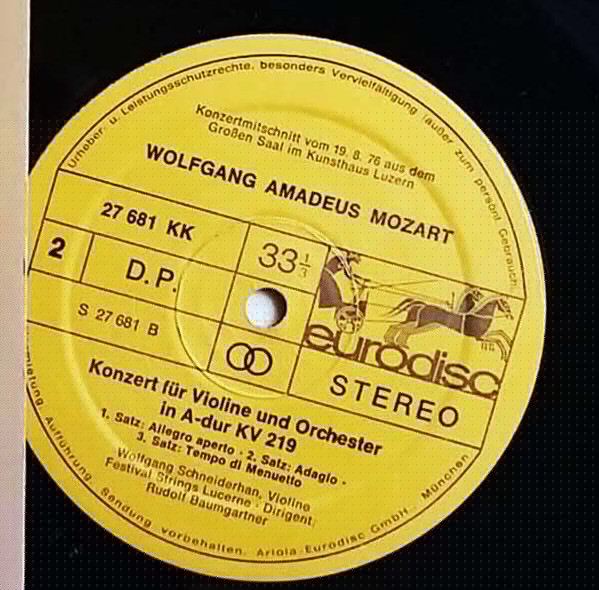 Urheber- u. Leistungsschutzrechte, besonders Vervielfältigung (außer zum persönl. Gebrauch),
Konzertmitschnitt vom 19. 8. 76 aus dem
Großen Saal im Kunsthaus Luzern
WOLFGANG AMADEUS MOZART
27 681 KK
33 1/3
2
D.P.
eurodisc
S 27 681 B
STEREO
Konzert für Violine und Orchester
in A-dur KV 219
1. Satz: Allegro aperto · 2. Satz: Adagio ·
3. Satz: Tempo di Menuetto
Wolfgang Schneiderhan, Violine
Festival Strings Lucerne · Dirigent:
Rudolf Baumgartner
Aufführung, Sendung vorbehalten. Ariola-Eurodisc GmbH., München